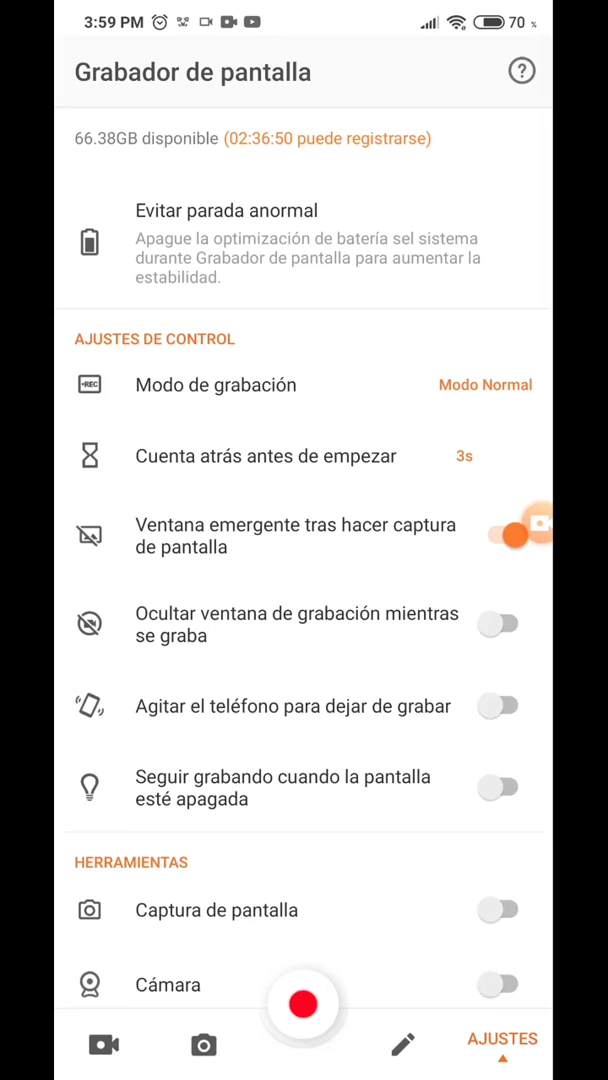 3:59 PM
70 %
Grabador de pantalla
?
66.38GB disponible (02:36:50 puede registrarse)
Evitar parada anormal
Apague la optimización de batería sel sistema
durante Grabador de pantalla para aumentar la
estabilidad.
AJUSTES DE CONTROL
REC
Modo de grabación
Modo Normal
Cuenta atrás antes de empezar
3s
Ventana emergente tras hacer captura
de pantalla
Ocultar ventana de grabación mientras
se graba
Agitar el teléfono para dejar de grabar
Seguir grabando cuando la pantalla
esté apagada
HERRAMIENTAS
Captura de pantalla
Cámara
AJUSTES